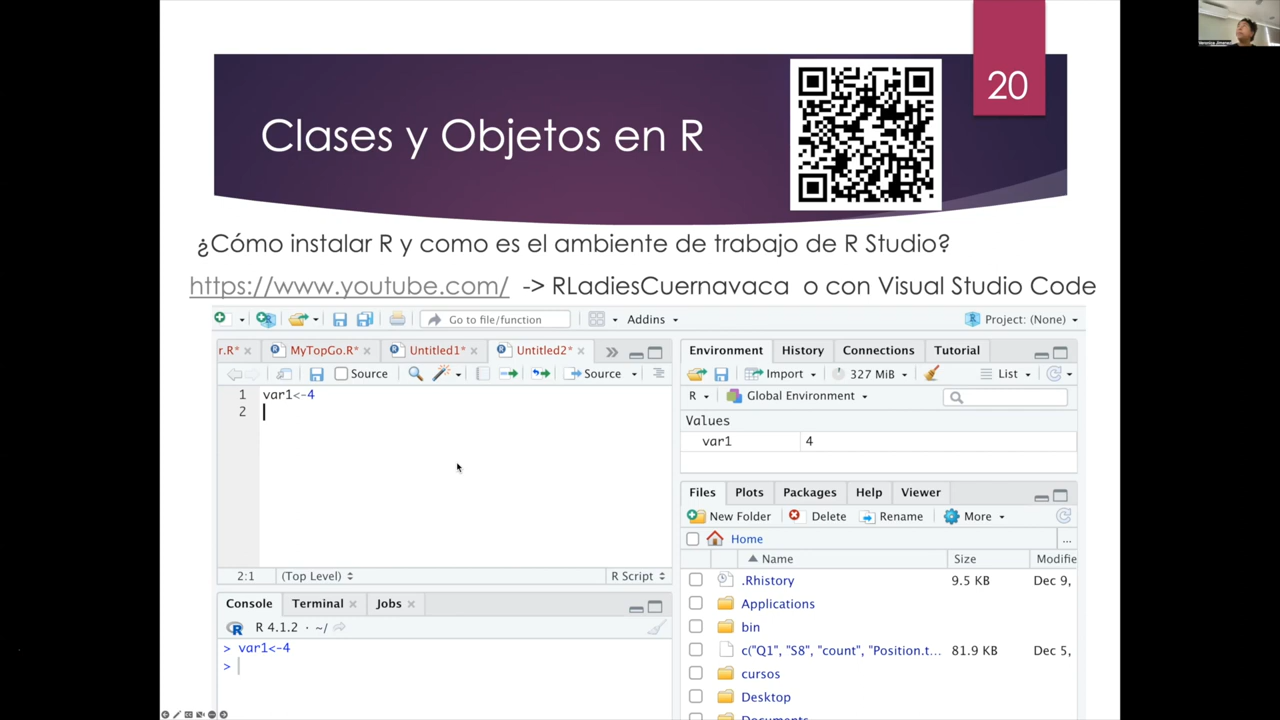 20
Clases y Objetos en R
¿Cómo instalar R y como es el ambiente de trabajo de R Studio?
https://www.youtube.com/ -> RLadiesCuernavaca o con Visual Studio Code
Go to file/function
Addins
Project: (None)
r.R*
MyTopGo.R*
Untitled1*
Untitled2*
Source
Source
1 var1<-4
2
2:1 (Top Level)
R Script
Console Terminal Jobs
R 4.1.2 · ~/
> var1<-4
>
Environment History Connections Tutorial
Import
327 MiB
List
R
Global Environment
Values
var1 4
Files Plots Packages Help Viewer
New Folder Delete Rename More
Home
...
Name Size Modifie
.Rhistory 9.5 KB Dec 9,
Applications
bin
c("Q1", "S8", "count", "Position.t... 81.9 KB Dec 5,
cursos
Desktop
Documents